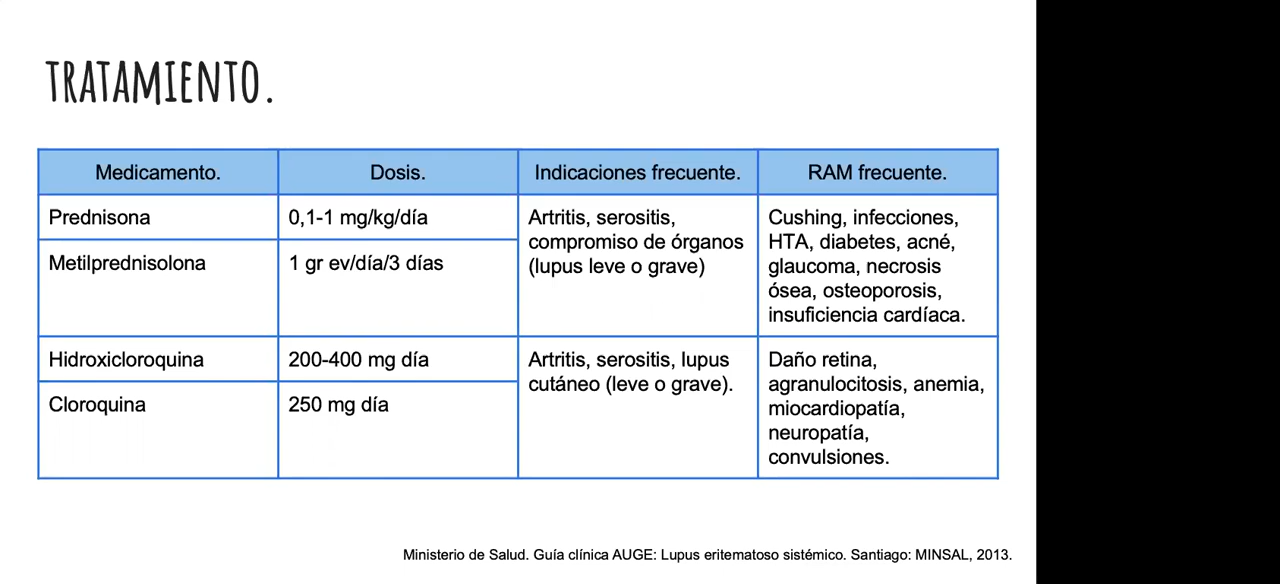 TRATAMIENTO.
Medicamento.
Dosis.
Indicaciones frecuente.
RAM frecuente.
Prednisona
0,1-1 mg/kg/día
Artritis, serositis,
compromiso de órganos
(lupus leve o grave)
Cushing, infecciones,
HTA, diabetes, acné,
glaucoma, necrosis
ósea, osteoporosis,
insuficiencia cardíaca.
Metilprednisolona
1 gr ev/día/3 días
Hidroxicloroquina
200-400 mg día
Artritis, serositis, lupus
cutáneo (leve o grave).
Daño retina,
agranulocitosis, anemia,
miocardiopatía,
neuropatía,
convulsiones.
Cloroquina
250 mg día
Ministerio de Salud. Guía clínica AUGE: Lupus eritematoso sistémico. Santiago: MINSAL, 2013.